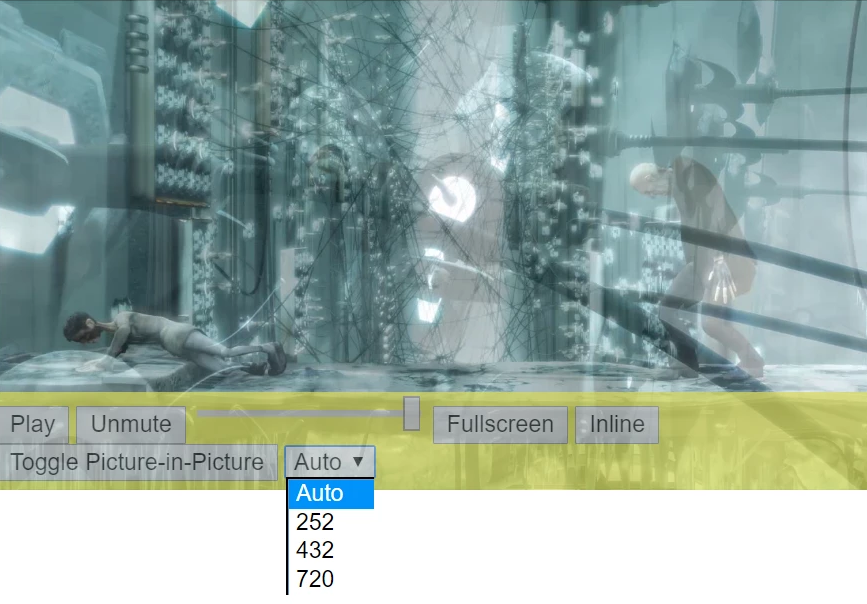 Play Unmute Fullscreen Inline
Toggle Picture-in-Picture Auto ▼
Auto
252
432
720